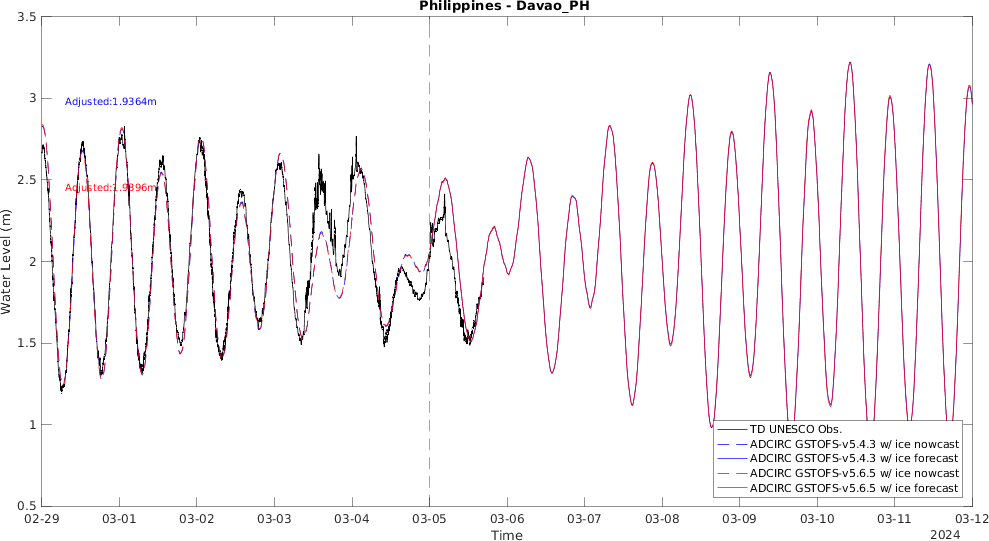 Philippines - Davao_PH
3.5
3
2.5
2
1.5
1
0.5
Water Level (m)
Adjusted:1.9364m
Adjusted:1.9396m
TD UNESCO Obs.
ADCIRC GSTOFS-v5.4.3 w/ ice nowcast
ADCIRC GSTOFS-v5.4.3 w/ ice forecast
ADCIRC GSTOFS-v5.6.5 w/ ice nowcast
ADCIRC GSTOFS-v5.6.5 w/ ice forecast
02-29 03-01 03-02 03-03 03-04 03-05 03-06 03-07 03-08 03-09 03-10 03-11 03-12
Time
2024